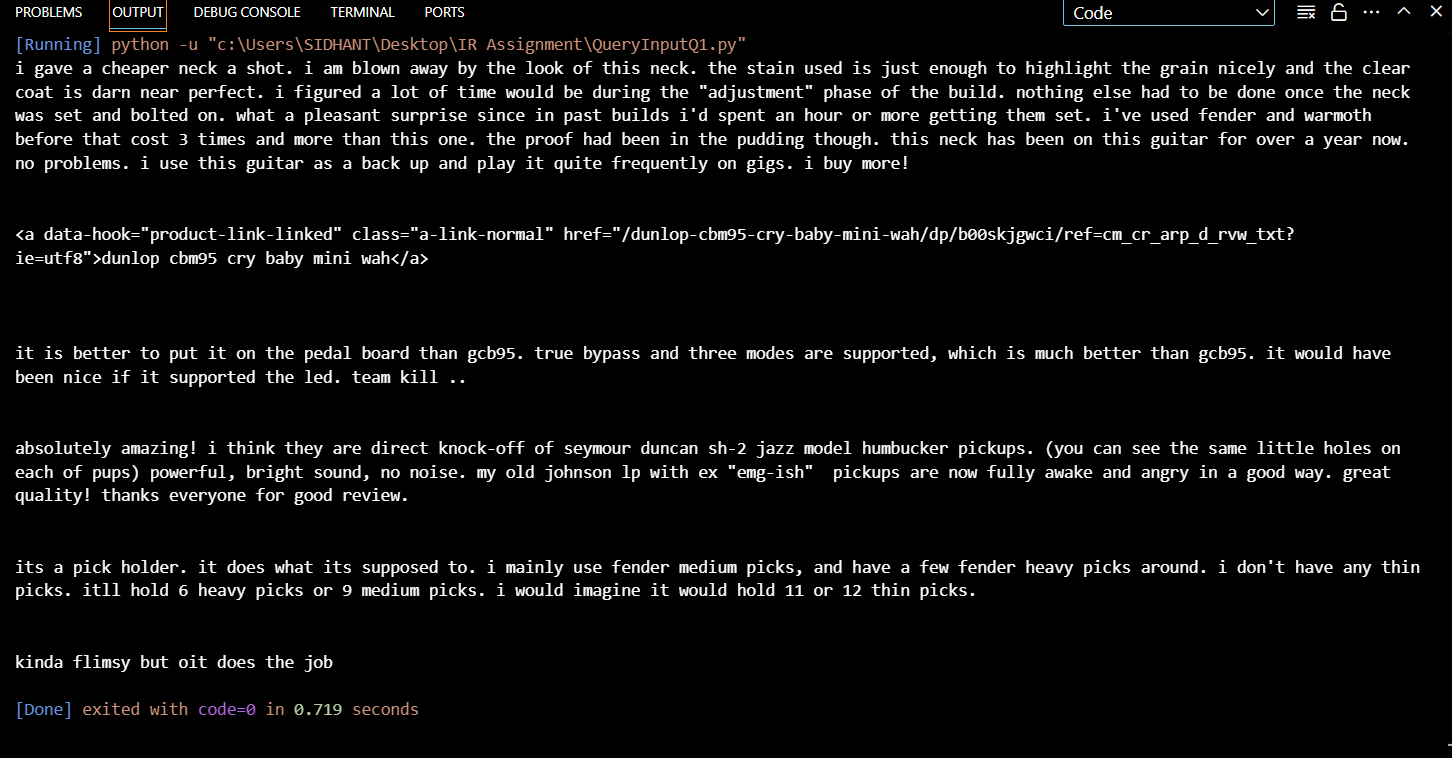 PROBLEMS OUTPUT DEBUG CONSOLE TERMINAL PORTS Code
[Running] python -u "c:\Users\SIDHANT\Desktop\IR Assignment\QueryInputQ1.py"
i gave a cheaper neck a shot. i am blown away by the look of this neck. the stain used is just enough to highlight the grain nicely and the clear
coat is darn near perfect. i figured a lot of time would be during the "adjustment" phase of the build. nothing else had to be done once the neck
was set and bolted on. what a pleasant surprise since in past builds i'd spent an hour or more getting them set. i've used fender and warmoth
before that cost 3 times and more than this one. the proof had been in the pudding though. this neck has been on this guitar for over a year now.
no problems. i use this guitar as a back up and play it quite frequently on gigs. i buy more!
<a data-hook="product-link-linked" class="a-link-normal" href="/dunlop-cbm95-cry-baby-mini-wah/dp/b00skjgwci/ref=cm_cr_arp_d_rvw_txt?
ie=utf8">dunlop cbm95 cry baby mini wah</a>
it is better to put it on the pedal board than gcb95. true bypass and three modes are supported, which is much better than gcb95. it would have
been nice if it supported the led. team kill ..
absolutely amazing! i think they are direct knock-off of seymour duncan sh-2 jazz model humbucker pickups. (you can see the same little holes on
each of pups) powerful, bright sound, no noise. my old johnson lp with ex "emg-ish"  pickups are now fully awake and angry in a good way. great
quality! thanks everyone for good review.
its a pick holder. it does what its supposed to. i mainly use fender medium picks, and have a few fender heavy picks around. i don't have any thin
picks. itll hold 6 heavy picks or 9 medium picks. i would imagine it would hold 11 or 12 thin picks.
kinda flimsy but oit does the job
[Done] exited with code=0 in 0.719 seconds